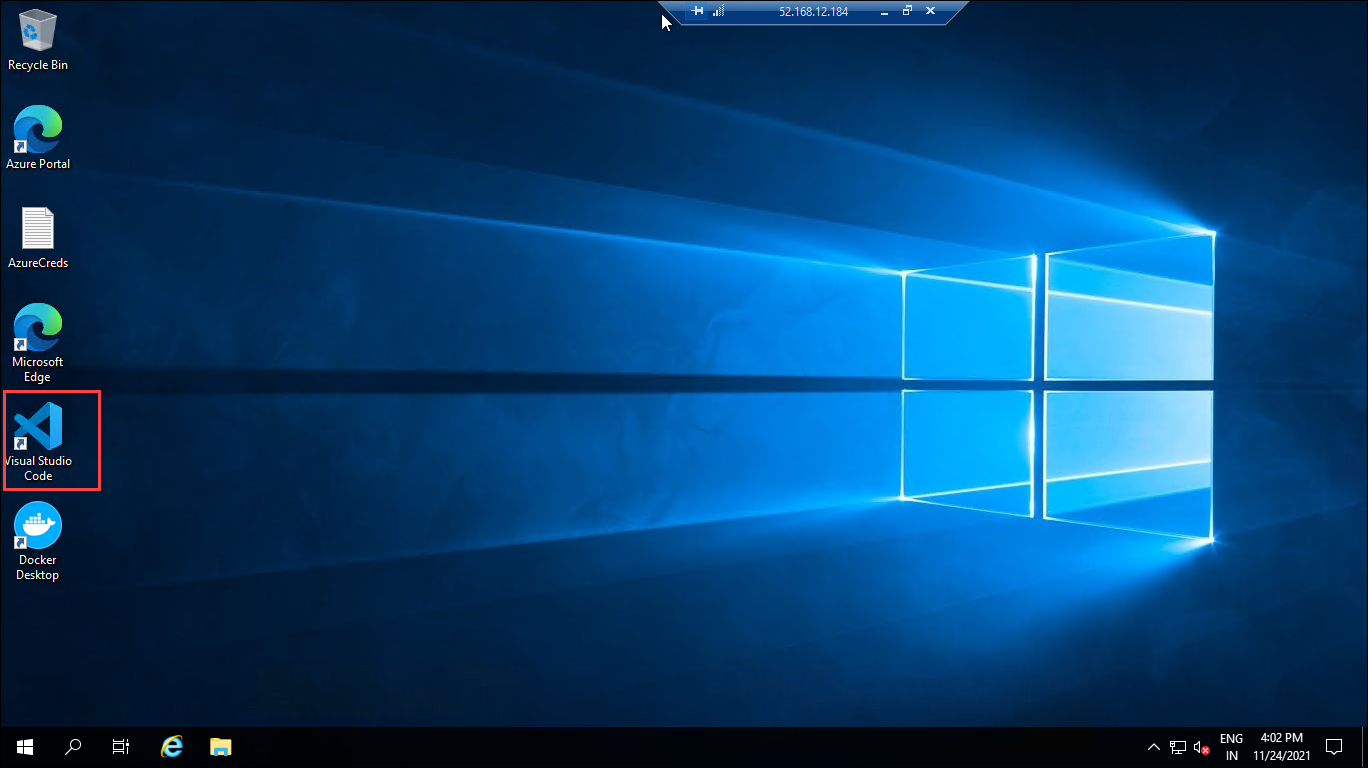 52.168.12.184
Recycle Bin
Azure Portal
AzureCreds
Microsoft
Edge
Visual Studio
Code
Docker
Desktop
ENG
IN
4:02 PM
11/24/2021